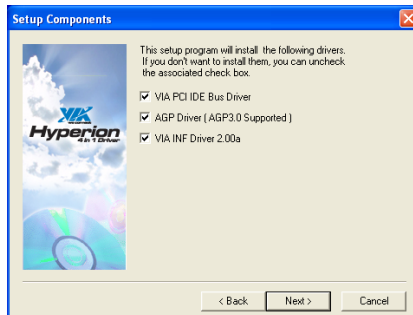 Setup Components
This setup program will install the following drivers.
If you don't want to install them, you can uncheck
the associated check box.
VIA PCI IDE Bus Driver
AGP Driver ( AGP3.0 Supported )
VIA INF Driver 2.00a
VIA
Hyperion
4 in 1 Driver
< Back
Next >
Cancel